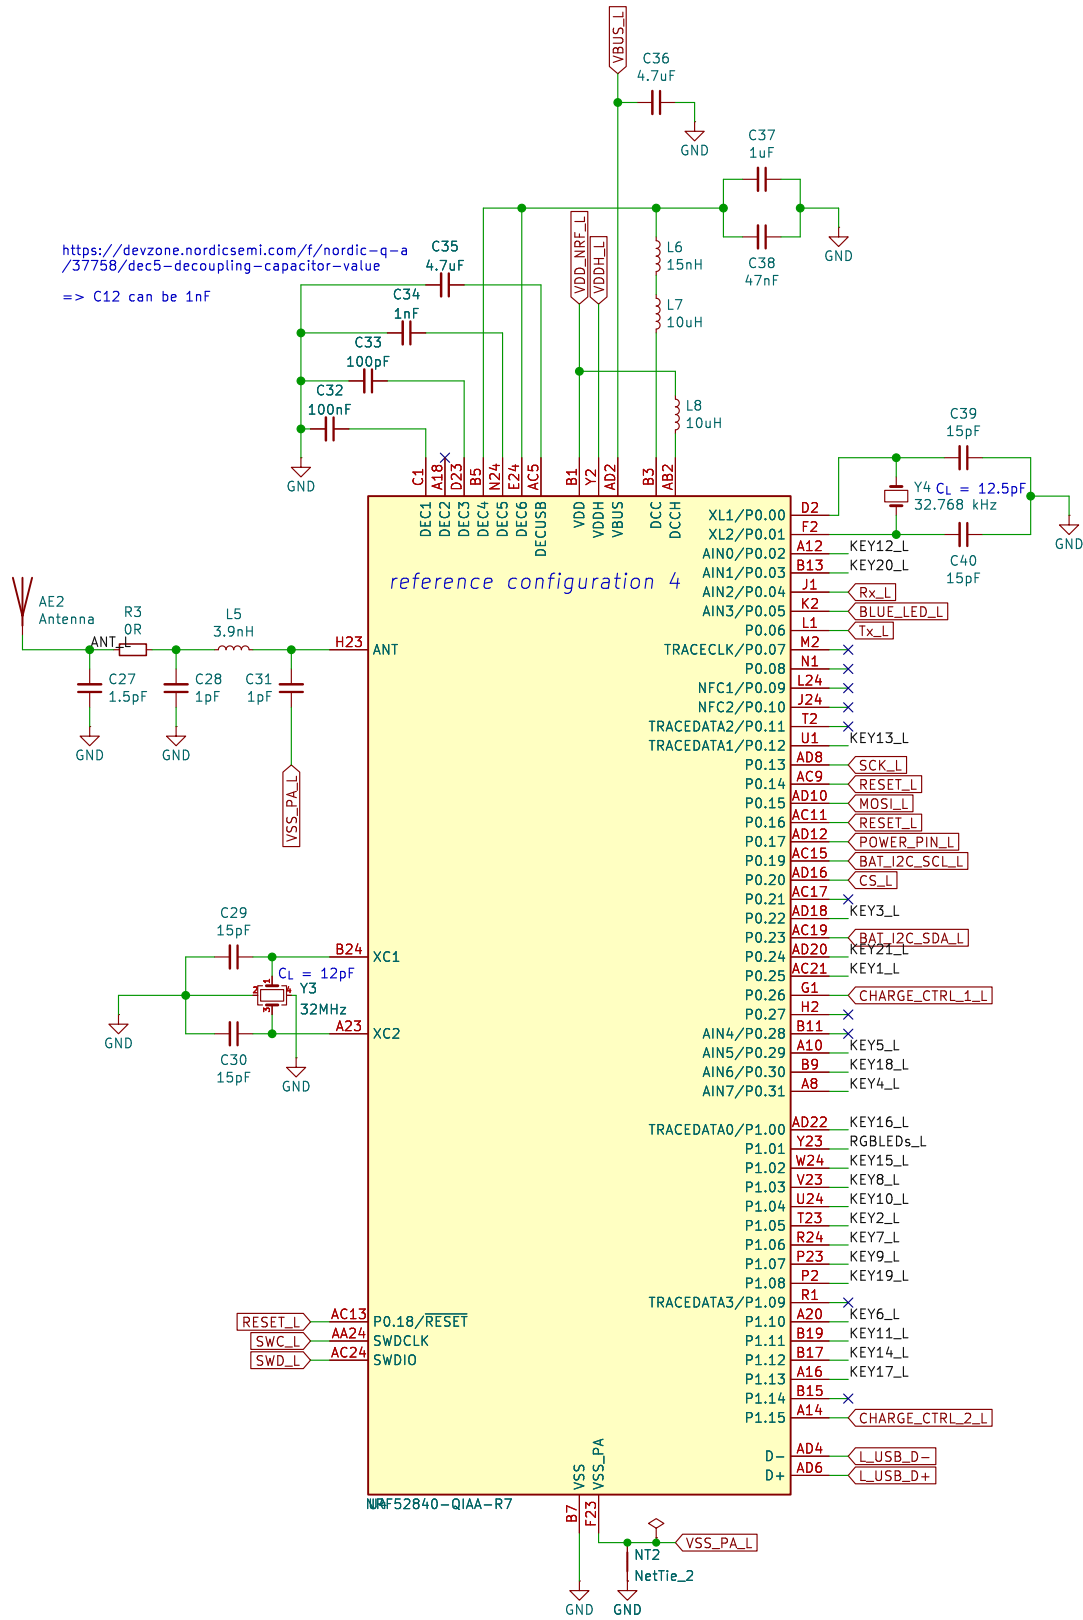 VBUS_L
C36
4.7uF
GND
C37
1uF
C38
47nF
GND
https://devzone.nordicsemi.com/f/nordic-q-a
/37758/dec5-decoupling-capacitor-value
=> C12 can be 1nF
C35
4.7uF
C34
1nF
C33
100pF
C32
100nF
GND
VDD_NRF_L
VDDH_L
L6
15nH
L7
10uH
L8
10uH
C1
A18
D23
B5
N24
E24
AC5
B1
Y2
AD2
B3
AB2
DEC1
DEC2
DEC3
DEC4
DEC5
DEC6
DECUSB
VDD
VDDH
VBUS
DCC
DCCH
C39
15pF
Y4
CL = 12.5pF
32.768 kHz
C40
15pF
GND
reference configuration 4
XL1/P0.00 D2
XL2/P0.01 F2
AIN0/P0.02 A12 KEY12_L
AIN1/P0.03 B13 KEY20_L
AIN2/P0.04 J1 Rx_L
AIN3/P0.05 K2 BLUE_LED_L
P0.06 L1 Tx_L
TRACECLK/P0.07 M2
P0.08 N1
NFC1/P0.09 L24
NFC2/P0.10 J24
TRACEDATA2/P0.11 T2
TRACEDATA1/P0.12 U1 KEY13_L
P0.13 AD8 SCK_L
P0.14 AC9 RESET_L
P0.15 AD10 MOSI_L
P0.16 AC11 RESET_L
P0.17 AD12 POWER_PIN_L
P0.19 AC15 BAT_I2C_SCL_L
P0.20 AD16 CS_L
P0.21 AC17
P0.22 AD18 KEY3_L
P0.23 AC19 BAT_I2C_SDA_L
P0.24 AD20 KEY21_L
P0.25 AC21 KEY1_L
P0.26 G1 CHARGE_CTRL_1_L
P0.27 H2
AIN4/P0.28 B11
AIN5/P0.29 A10 KEY5_L
AIN6/P0.30 B9 KEY18_L
AIN7/P0.31 A8 KEY4_L
TRACEDATA0/P1.00 AD22 KEY16_L
P1.01 Y23 RGBLEDs_L
P1.02 W24 KEY15_L
P1.03 V23 KEY8_L
P1.04 U24 KEY10_L
P1.05 T23 KEY2_L
P1.06 R24 KEY7_L
P1.07 P23 KEY9_L
P1.08 P2 KEY19_L
TRACEDATA3/P1.09 R1
P1.10 A20 KEY6_L
P1.11 B19 KEY11_L
P1.12 B17 KEY14_L
P1.13 A16 KEY17_L
P1.14 B15
P1.15 A14 CHARGE_CTRL_2_L
D- AD4 L_USB_D-
D+ AD6 L_USB_D+
AE2
Antenna
ANT_L
R3
0R
L5
3.9nH
H23 ANT
C27
1.5pF
C28
1pF
C31
1pF
GND
GND
VSS_PA_L
C29
15pF
B24 XC1
CL = 12pF
1
2
4
3
Y3
32MHz
GND
A23 XC2
C30
15pF
GND
RESET_L AC13 P0.18/RESET
SWC_L AA24 SWDCLK
SWD_L AC24 SWDIO
VSS
VSS_PA
NRF52840-QIAA-R7
B7
F23
VSS_PA_L
NT2
NetTie_2
GND
GND